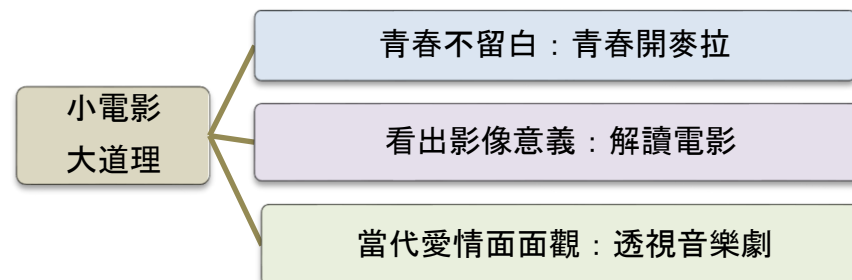 小電影
大道理
青春不留白：青春開麥拉
看出影像意義：解讀電影
當代愛情面面觀：透視音樂劇